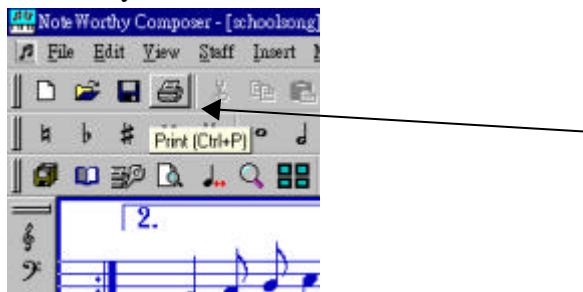 NoteWorthy Composer - [schoolsong]
File Edit View Staff Insert
Print (Ctrl+P)
2.